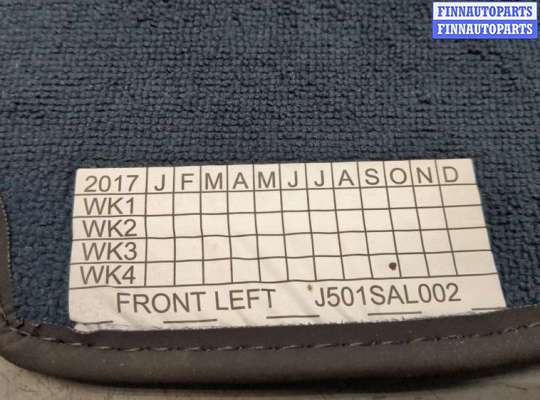 FINNAUTOPARTS
FINNAUTOPARTS
2017 J F M A M J J A S O N D
WK1
WK2
WK3
WK4
FRONT LEFT *J501SAL002